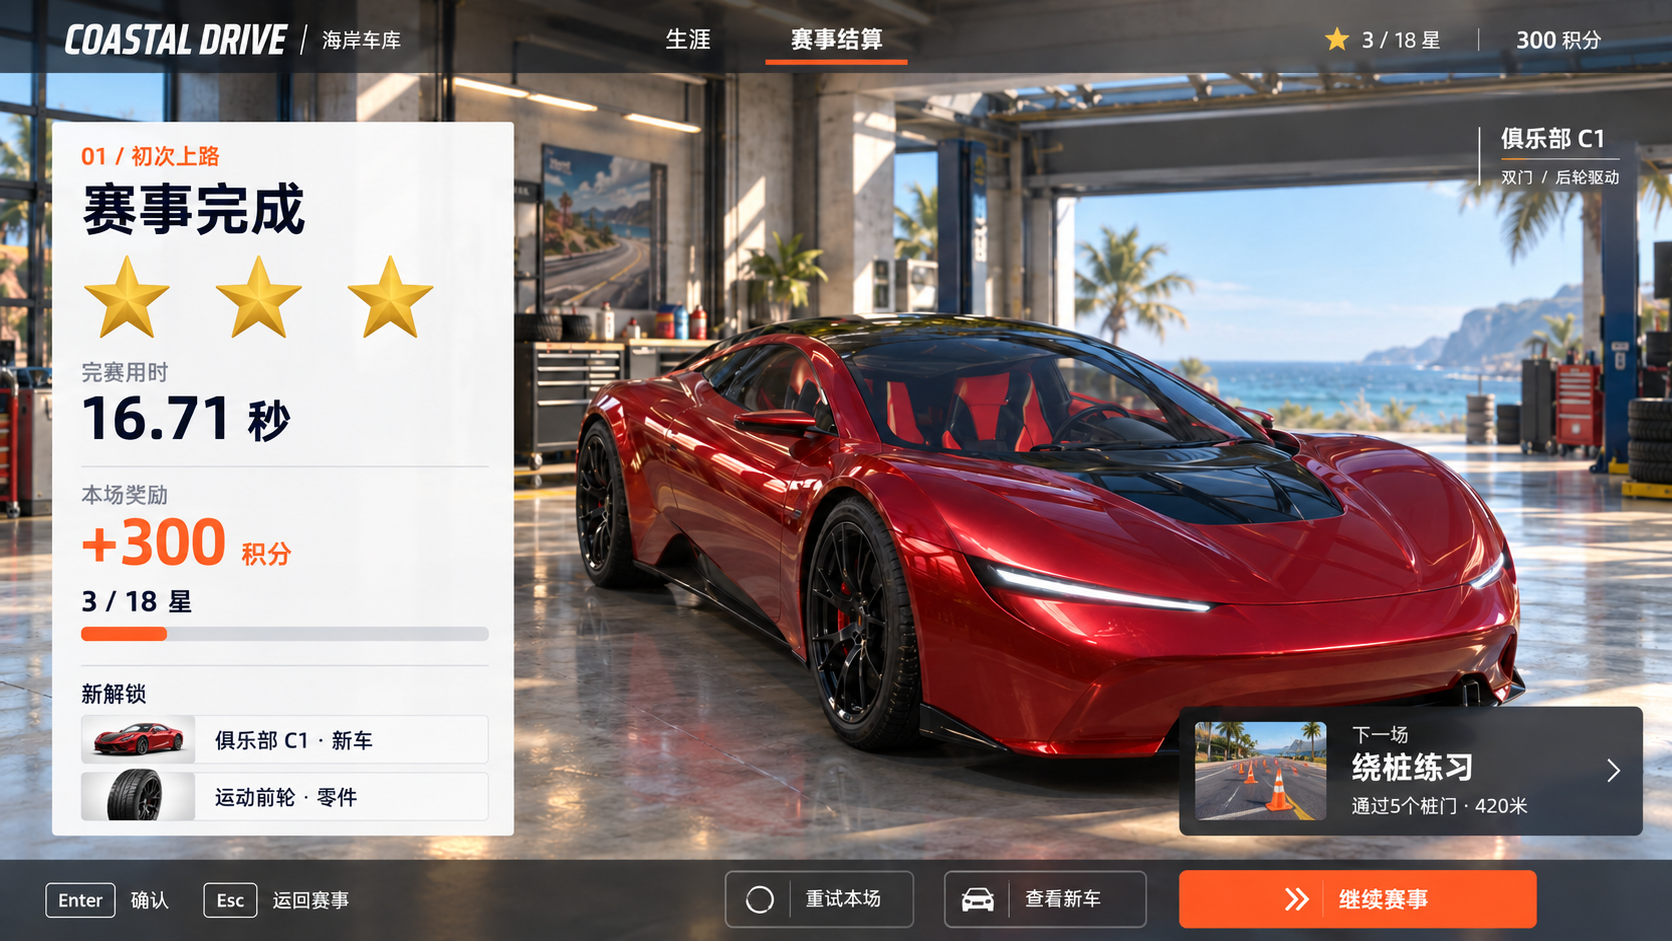 COASTAL DRIVE / 海岸车库
生涯
赛事结算
3 / 18 星
300 积分
俱乐部 C1
双门 / 后轮驱动
01 / 初次上路
赛事完成
完赛用时
16.71 秒
本场奖励
+300 积分
3 / 18 星
新解锁
俱乐部 C1 · 新车
运动前轮 · 零件
下一场
绕桩练习
通过5个桩门 · 420米
Enter 确认
Esc 运回赛事
重试本场
查看新车
继续赛事